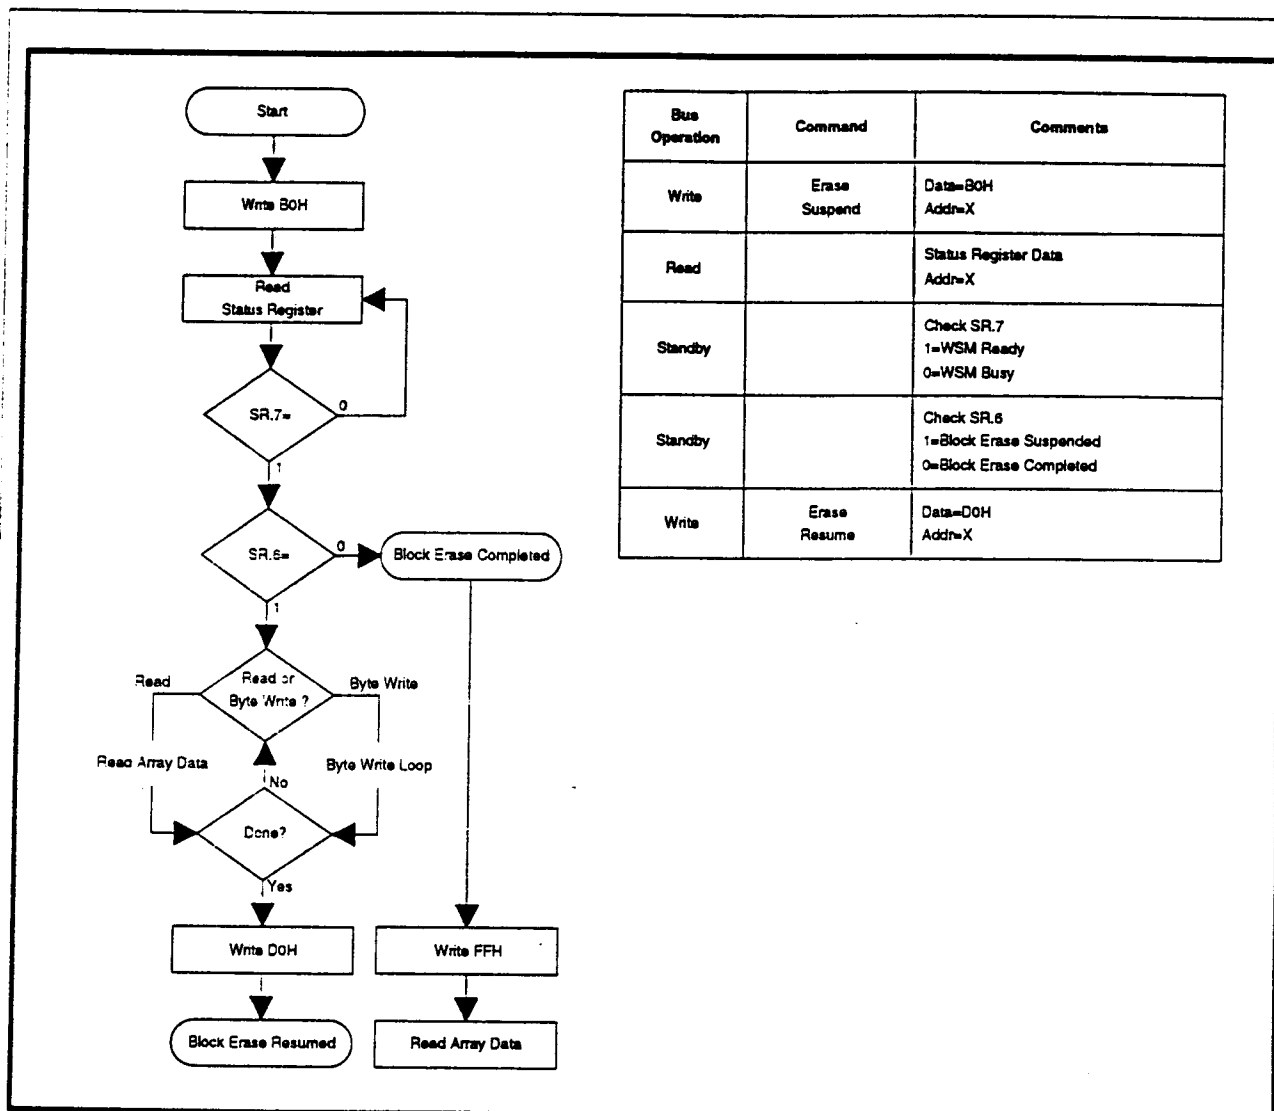 Start
Write B0H
Read
Status Register
SR.7=
0
1
SR.6=
0
Block Erase Completed
1
Read or
Byte Write ?
Read
Byte Write
Read Array Data
Byte Write Loop
No
Done?
Yes
Write D0H
Write FFH
Block Erase Resumed
Read Array Data
Bus
Operation
Command
Comments
Write
Erase
Suspend
Data=B0H
Addr=X
Read
Status Register Data
Addr=X
Standby
Check SR.7
1=WSM Ready
0=WSM Busy
Standby
Check SR.6
1=Block Erase Suspended
0=Block Erase Completed
Write
Erase
Resume
Data=D0H
Addr=X